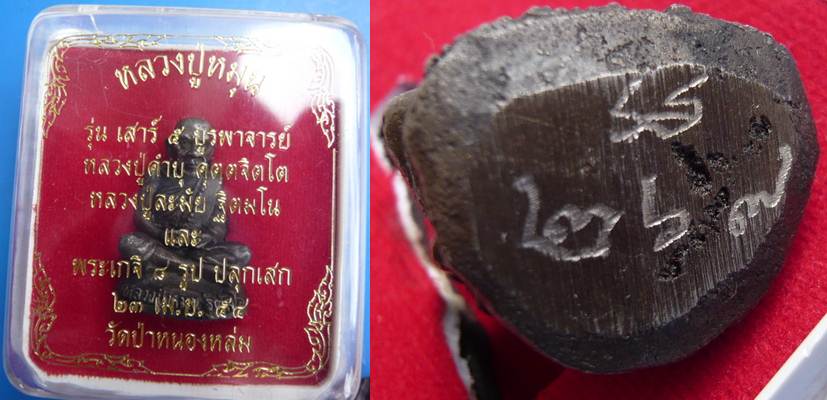 หลวงปู่หมุน
รุ่น เสาร์ ๕ บูรพาจารย์
หลวงปู่คำบุ คุตฺตจิตฺโต
หลวงปู่ละมัย ฐิตมโน
และ
พระเกจิ ๘ รูป ปลุกเสก
๒๓ เม.ย. ๕๔
วัดป่าหนองหล่ม
๒๖๗